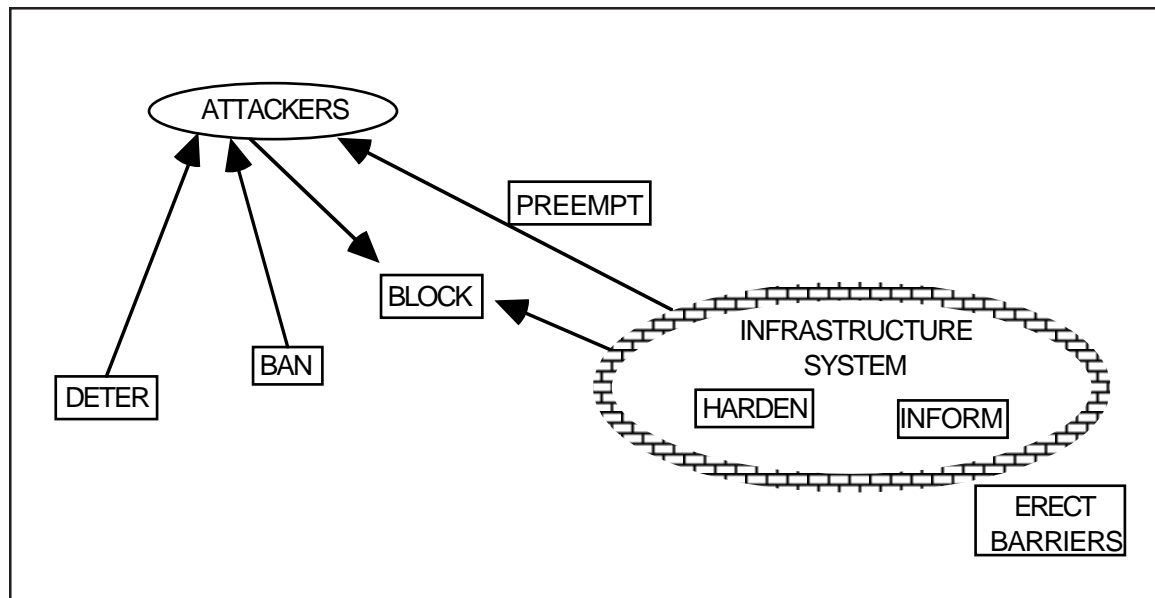 ATTACKERS
PREEMPT
BLOCK
INFRASTRUCTURE
SYSTEM
BAN
DETER
HARDEN
INFORM
ERECT
BARRIERS